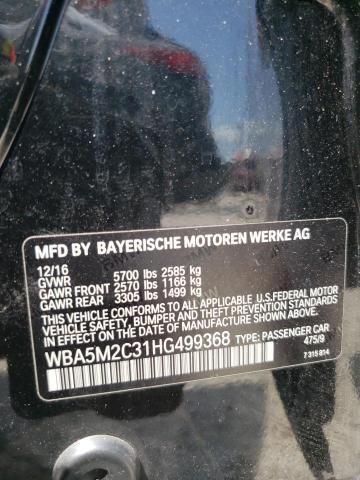 MFD BY BAYERISCHE MOTOREN WERKE AG
12/16
GVWR 5700 lbs 2585 kg
GAWR FRONT 2570 lbs 1166 kg
GAWR REAR 3305 lbs 1499 kg
THIS VEHICLE CONFORMS TO ALL APPLICABLE U.S.FEDERAL MOTOR
VEHICLE SAFETY, BUMPER, AND THEFT PREVENTION STANDARDS
IN EFFECT ON THE DATE OF MANUFACTURE SHOWN ABOVE.
WBA5M2C31HG499368 TYPE: PASSENGER CAR
475/9
7 315 814